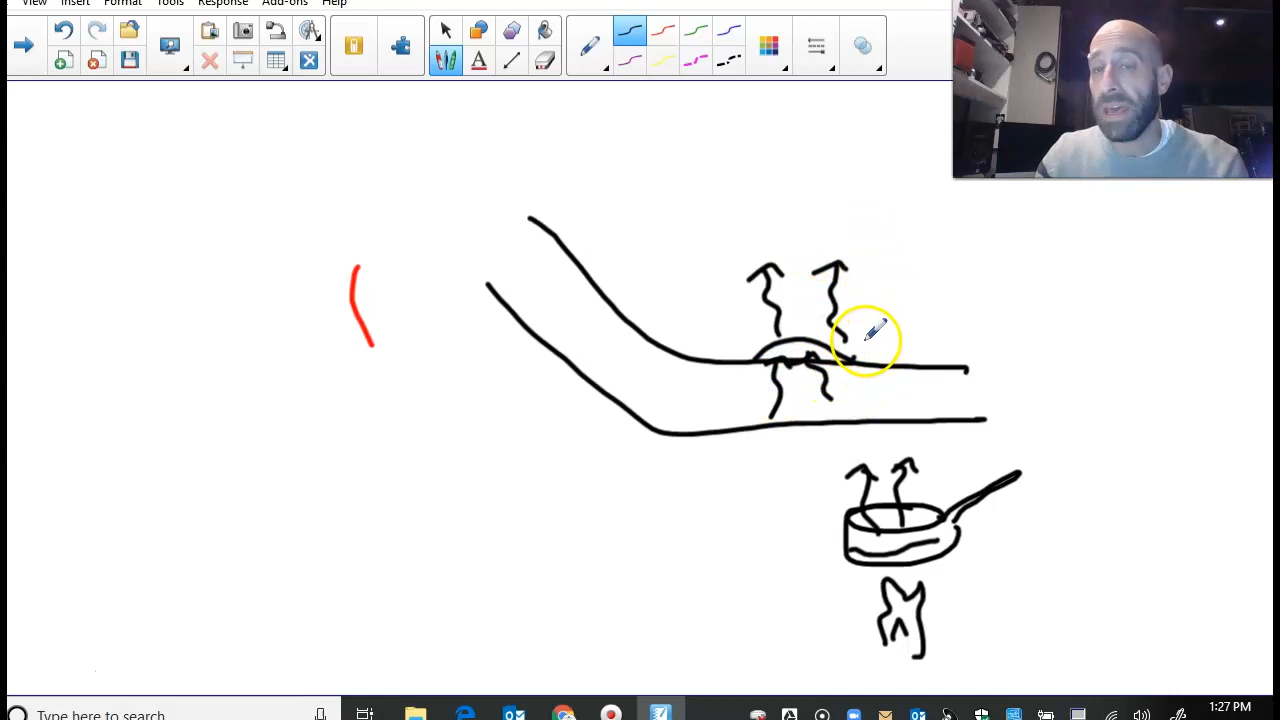 View Insert Format Tools Response Add-ons Help
A
Type here to search
1:27 PM